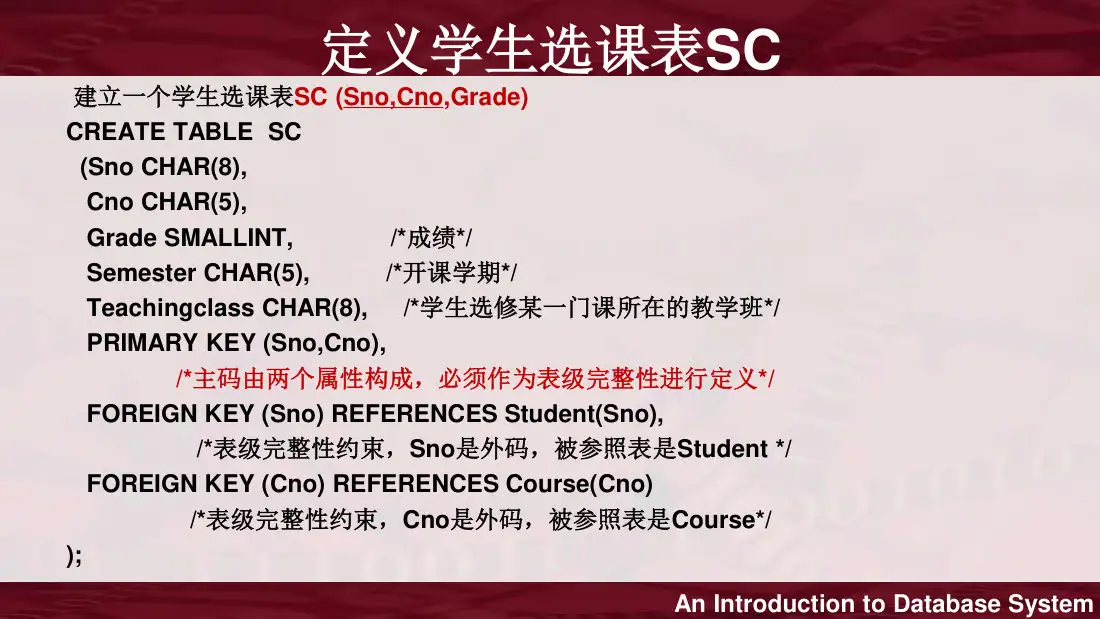 定义学生选课表SC
建立一个学生选课表SC (Sno,Cno,Grade)
CREATE TABLE SC
(Sno CHAR(8),
Cno CHAR(5),
Grade SMALLINT, /*成绩*/
Semester CHAR(5), /*开课学期*/
Teachingclass CHAR(8), /*学生选修某一门课所在的教学班*/
PRIMARY KEY (Sno,Cno),
/*主码由两个属性构成，必须作为表级完整性进行定义*/
FOREIGN KEY (Sno) REFERENCES Student(Sno),
/*表级完整性约束，Sno是外码，被参照表是Student */
FOREIGN KEY (Cno) REFERENCES Course(Cno)
/*表级完整性约束，Cno是外码，被参照表是Course*/
);
An Introduction to Database System